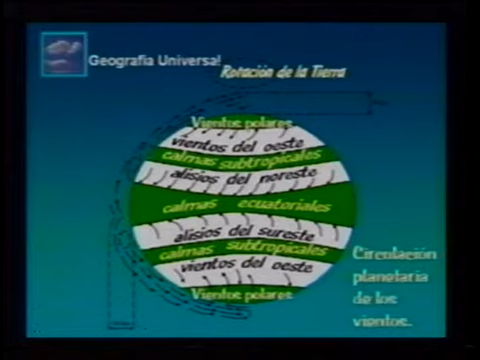 Geografía Universal
Rotación de la Tierra
Vientos polares
vientos del oeste
calmas subtropicales
alisios del noreste
calmas ecuatoriales
alisios del sureste
calmas subtropicales
vientos del oeste
Vientos polares
Circulación
planetaria
de los
vientos.